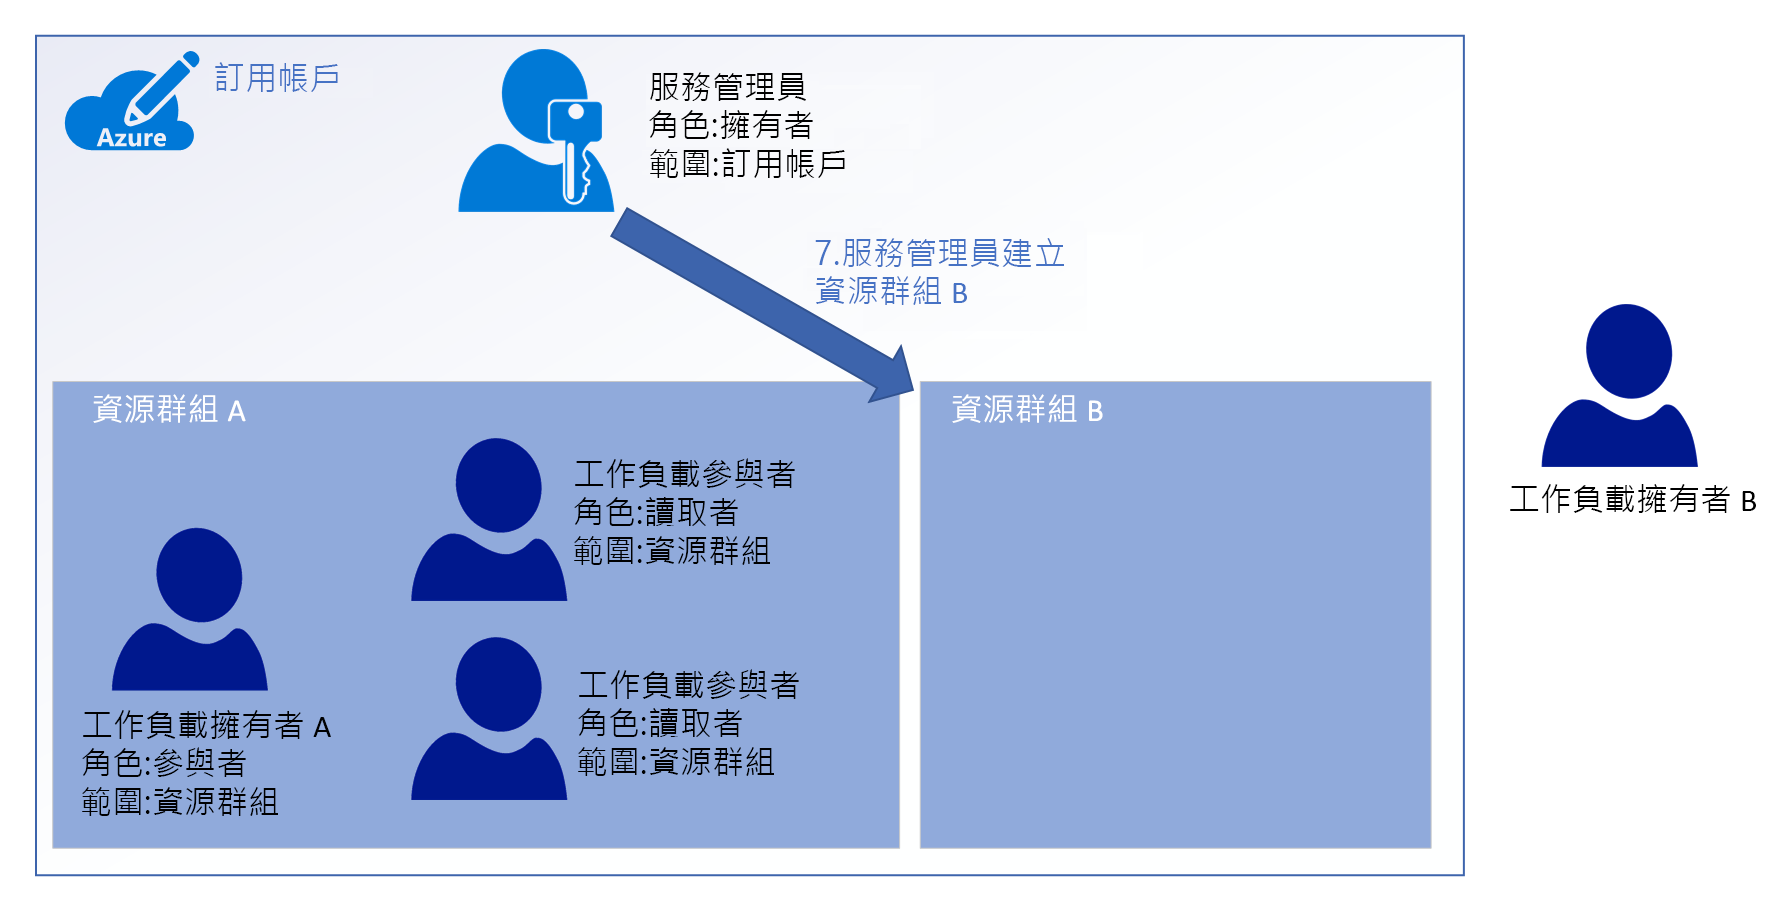 Azure
訂用帳戶
服務管理員
角色:擁有者
範圍:訂用帳戶
7.服務管理員建立
資源群組 B
資源群組 A
工作負載參與者
角色:讀取者
範圍:資源群組
工作負載參與者
角色:讀取者
範圍:資源群組
工作負載擁有者 A
角色:參與者
範圍:資源群組
資源群組 B
工作負載擁有者 B